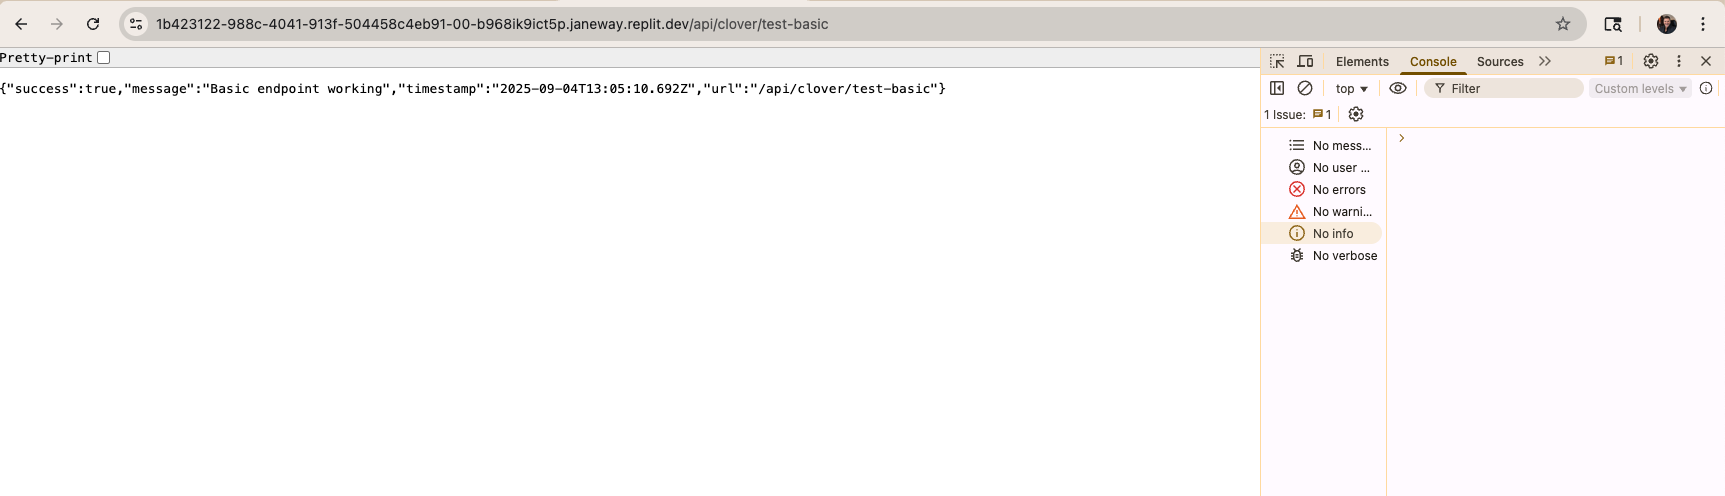 1b423122-988c-4041-913f-504458c4eb91-00-b968ik9ict5p.janeway.replit.dev/api/clover/test-basic
Pretty-print
{"success":true,"message":"Basic endpoint working","timestamp":"2025-09-04T13:05:10.692Z","url":"/api/clover/test-basic"}
Elements Console Sources 1
top Filter Custom levels
1 Issue: 1
No mess...
No user ...
No errors
No warni...
No info
No verbose